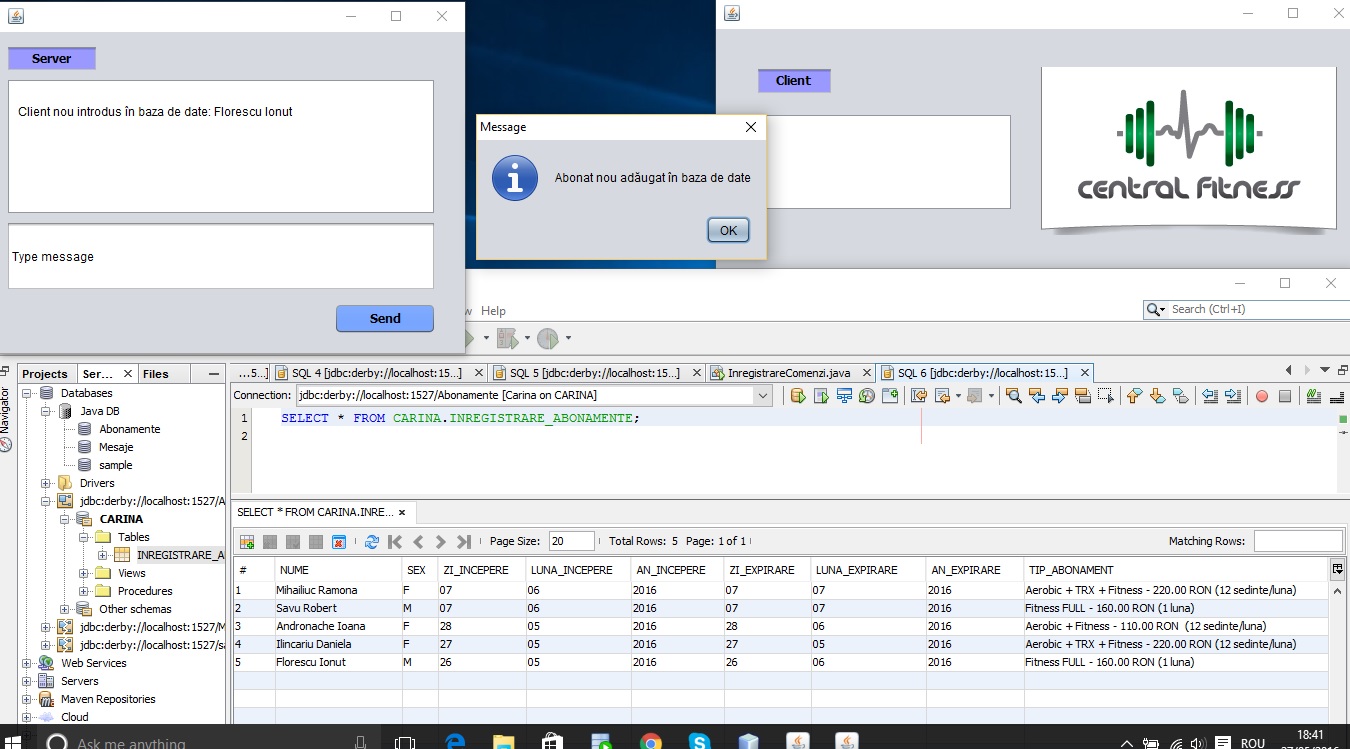 Server
Client nou introdus în baza de date: Florescu Ionut
Type message
Send
Message
Abonat nou adăugat în baza de date
OK
Client
central fitness
Help
Search (Ctrl+I)
Projects Ser... Files
Navigator
Databases
Java DB
Abonamente
Mesaje
sample
Drivers
jdbc:derby://localhost:1527/A
CARINA
Tables
INREGISTRARE_A
Views
Procedures
Other schemas
jdbc:derby://localhost:1527/M
jdbc:derby://localhost:1527/sa
Web Services
Servers
Maven Repositories
Cloud
...5...] SQL 4 [jdbc:derby://localhost:15...] SQL 5 [jdbc:derby://localhost:15...] InregistrareComenzi.java SQL 6 [jdbc:derby://localhost:15...]
Connection: jdbc:derby://localhost:1527/Abonamente [Carina on CARINA]
1 SELECT * FROM CARINA.INREGISTRARE_ABONAMENTE;
2
SELECT * FROM CARINA.INRE...
Page Size: 20 Total Rows: 5 Page: 1 of 1 Matching Rows:
# NUME SEX ZI_INCEPERE LUNA_INCEPERE AN_INCEPERE ZI_EXPIRARE LUNA_EXPIRARE AN_EXPIRARE TIP_ABONAMENT
1 Mihailiuc Ramona F 07 06 2016 07 07 2016 Aerobic + TRX + Fitness - 220.00 RON (12 sedinte/luna)
2 Savu Robert M 07 06 2016 07 07 2016 Fitness FULL - 160.00 RON (1 luna)
3 Andronache Ioana F 28 05 2016 28 06 2016 Aerobic + Fitness - 110.00 RON (12 sedinte/luna)
4 Ilincariu Daniela F 27 05 2016 27 05 2016 Aerobic + TRX + Fitness - 220.00 RON (12 sedinte/luna)
5 Florescu Ionut M 26 05 2016 26 06 2016 Fitness FULL - 160.00 RON (1 luna)
Ask me anything
ROU
18:41